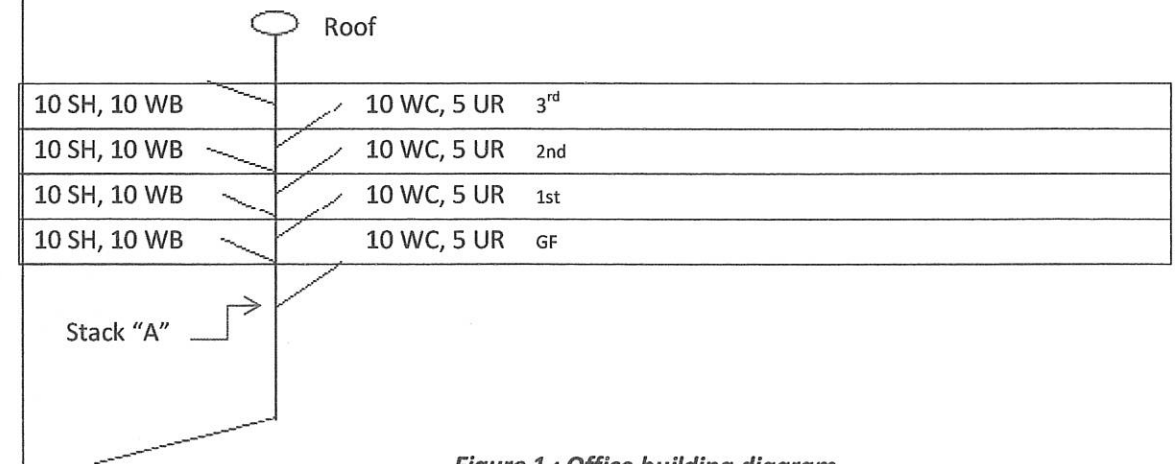 Roof
10 SH, 10 WB 10 WC, 5 UR 3rd
10 SH, 10 WB 10 WC, 5 UR 2nd
10 SH, 10 WB 10 WC, 5 UR 1st
10 SH, 10 WB 10 WC, 5 UR GF
Stack "A"
Figure 1 : Office building diagram